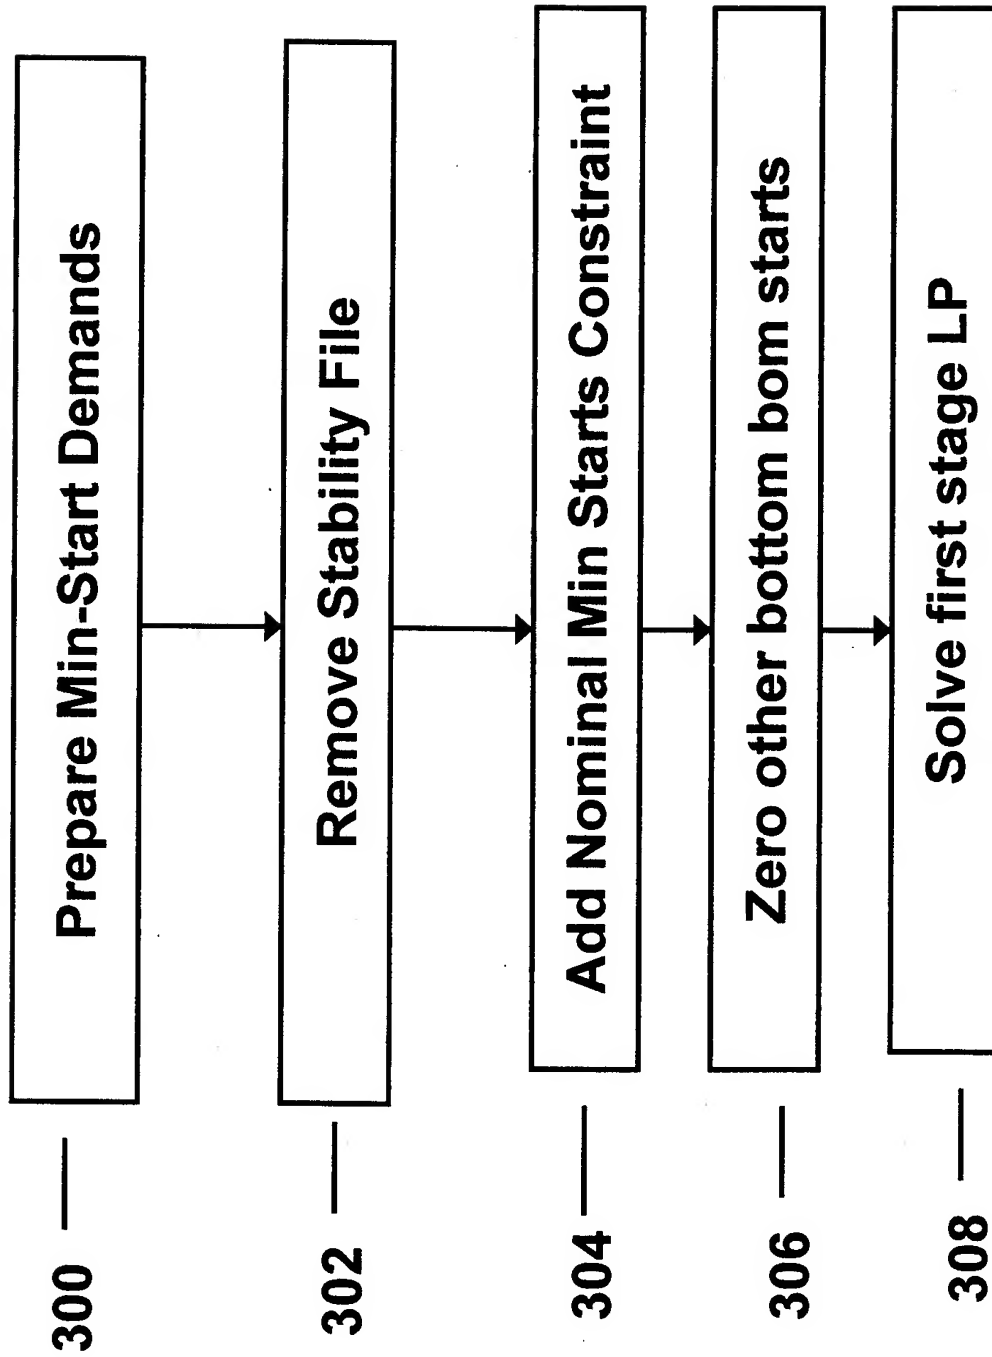 300 Prepare Min-Start Demands
302 Remove Stability File
304 Add Nominal Min Starts Constraint
306 Zero other bottom bom starts
308 Solve first stage LP